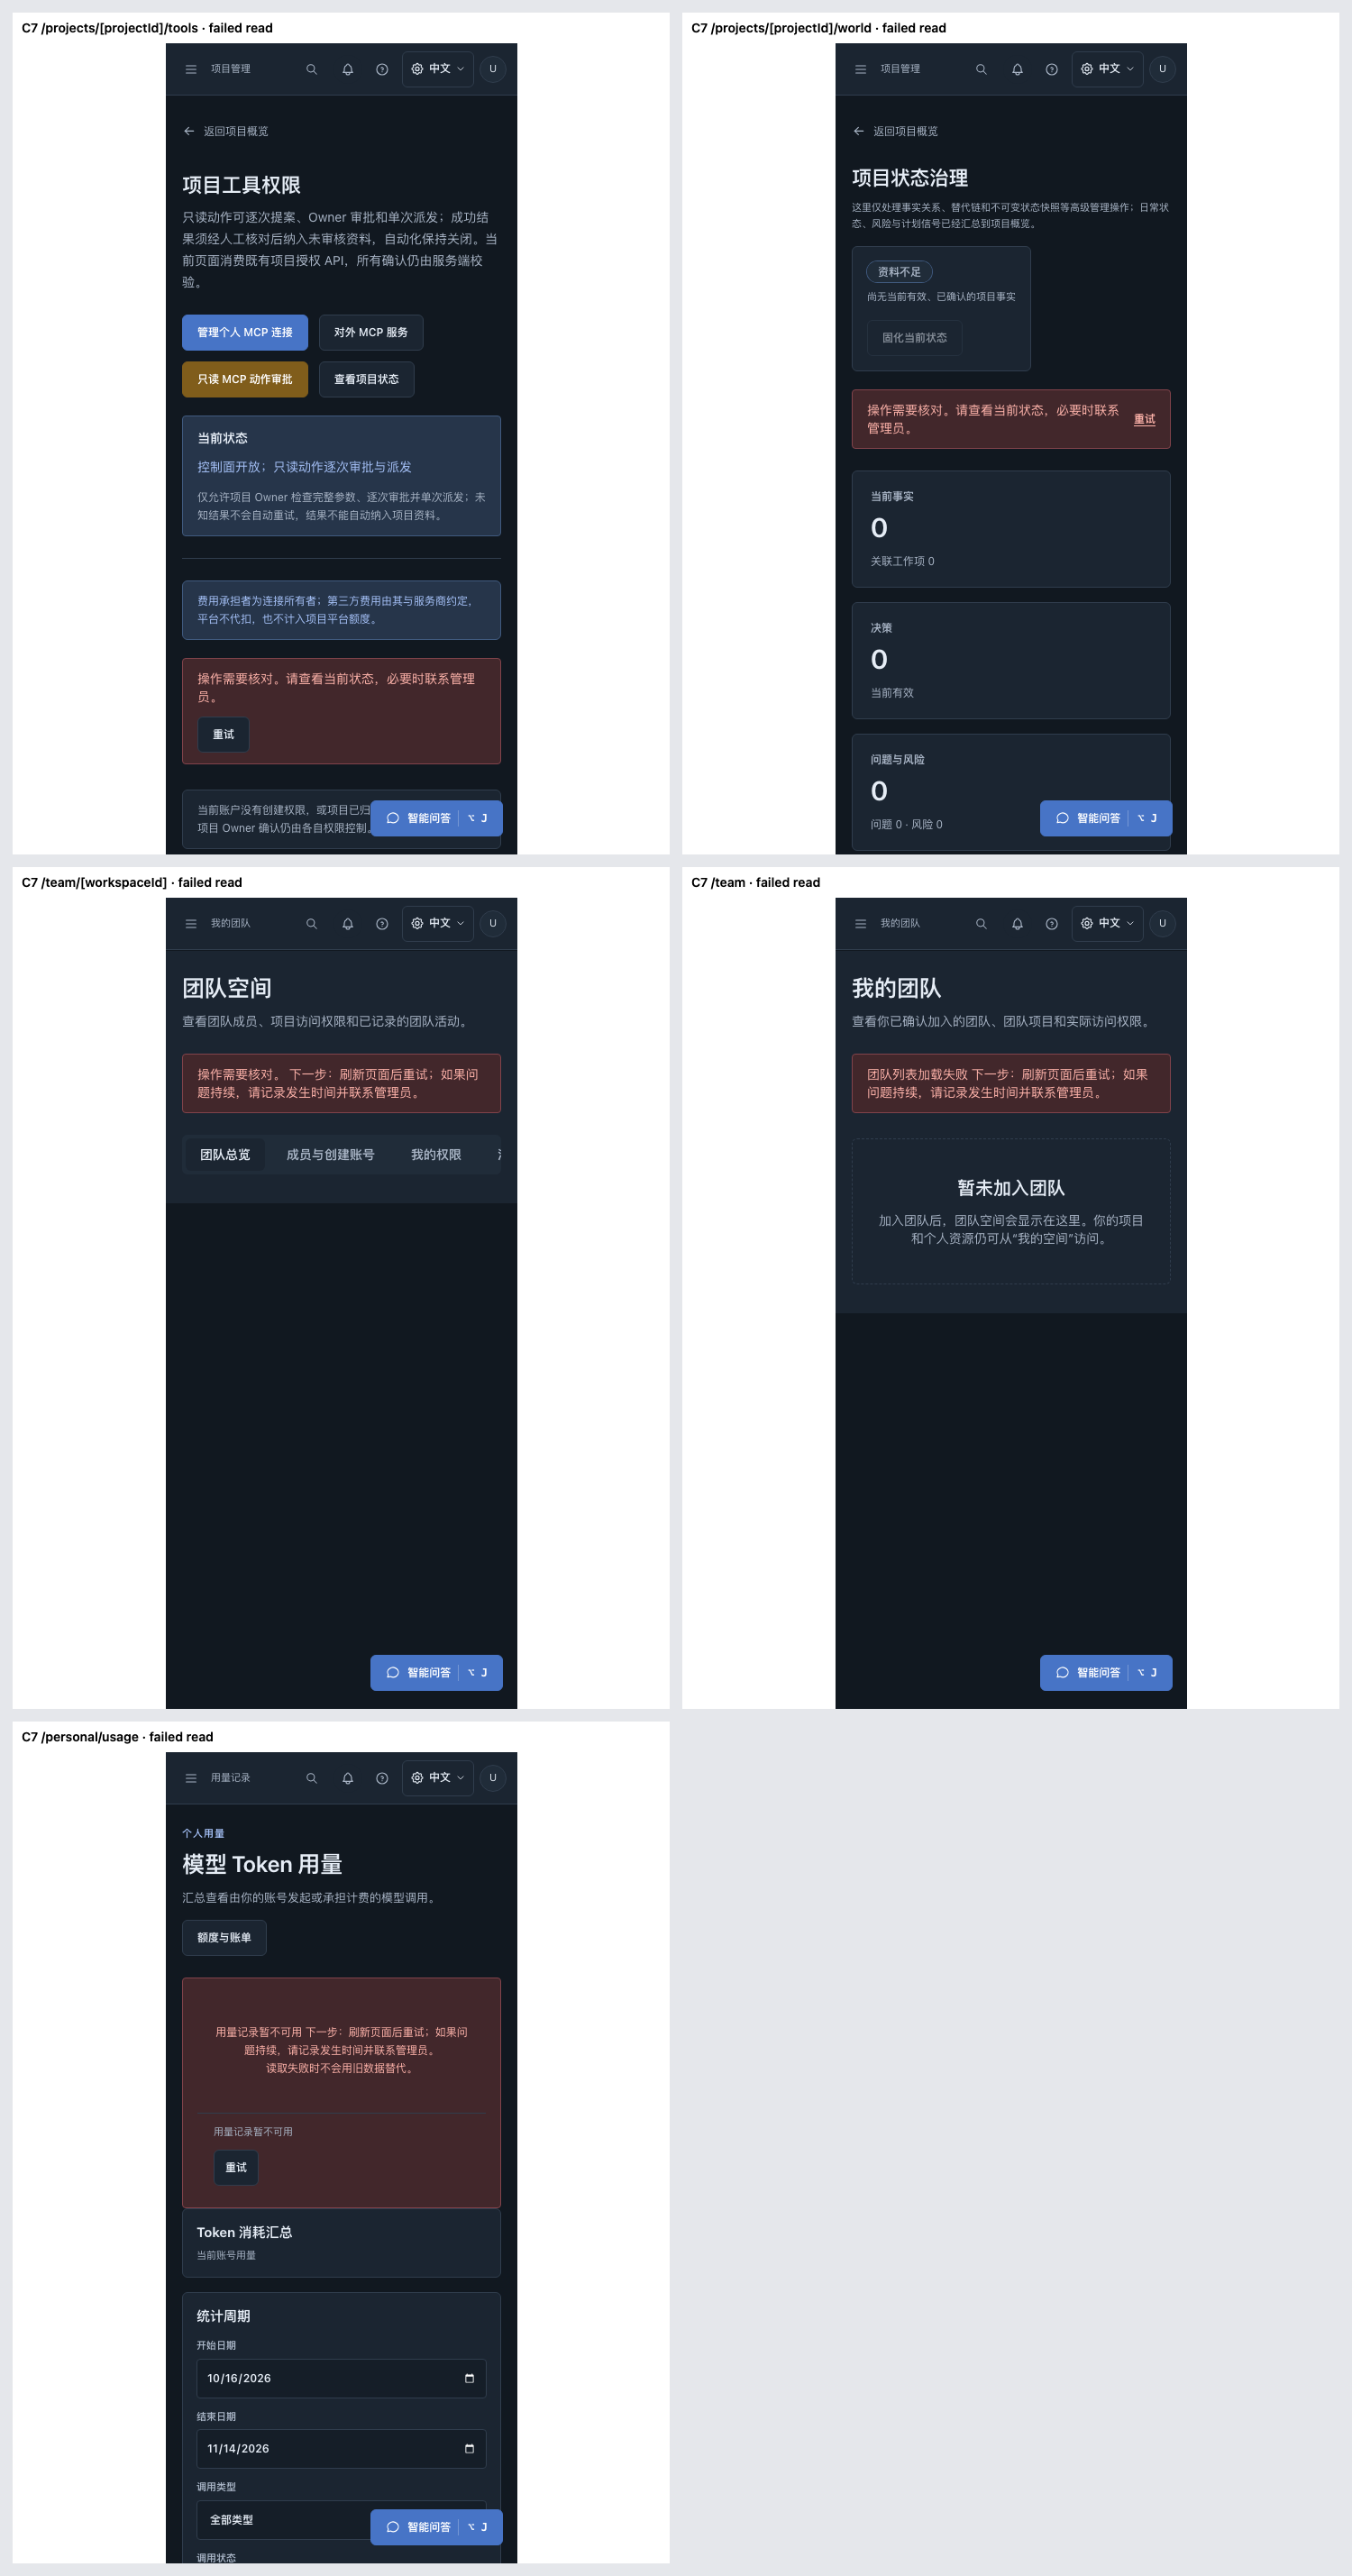 C7 /projects/[projectId]/tools · failed read
项目管理
中文
U
返回项目概览
项目工具权限
只读动作可逐次提案、Owner 审批和单次派发；成功结
果须经人工核对后纳入未审核资料，自动化保持关闭。当
前页面消费既有项目授权 API，所有确认仍由服务端校
验。
管理个人 MCP 连接
对外 MCP 服务
只读 MCP 动作审批
查看项目状态
当前状态
控制面开放；只读动作逐次审批与派发
仅允许项目 Owner 检查完整参数、逐次审批并单次派发；未
知结果不会自动重试，结果不能自动纳入项目资料。
费用承担者为连接所有者；第三方费用由其与服务商约定，
平台不代扣，也不计入项目平台额度。
操作需要核对。请查看当前状态，必要时联系管理
员。
重试
当前账户没有创建权限，或项目已归
项目 Owner 确认仍由各自权限控制。
智能问答 ⌥ J
C7 /projects/[projectId]/world · failed read
项目管理
中文
U
返回项目概览
项目状态治理
这里仅处理事实关系、替代链和不可变状态快照等高级管理操作；日常状
态、风险与计划信号已经汇总到项目概览。
资料不足
尚无当前有效、已确认的项目事实
固化当前状态
操作需要核对。请查看当前状态，必要时联系
管理员。
重试
当前事实
0
关联工作项 0
决策
0
当前有效
问题与风险
0
问题 0 · 风险 0
智能问答 ⌥ J
C7 /team/[workspaceId] · failed read
我的团队
中文
U
团队空间
查看团队成员、项目访问权限和已记录的团队活动。
操作需要核对。 下一步：刷新页面后重试；如果问
题持续，请记录发生时间并联系管理员。
团队总览
成员与创建账号
我的权限
智能问答 ⌥ J
C7 /team · failed read
我的团队
中文
U
我的团队
查看你已确认加入的团队、团队项目和实际访问权限。
团队列表加载失败 下一步：刷新页面后重试；如果
问题持续，请记录发生时间并联系管理员。
暂未加入团队
加入团队后，团队空间会显示在这里。你的项目
和个人资源仍可从“我的空间”访问。
智能问答 ⌥ J
C7 /personal/usage · failed read
用量记录
中文
U
个人用量
模型 Token 用量
汇总查看由你的账号发起或承担计费的模型调用。
额度与账单
用量记录暂不可用 下一步：刷新页面后重试；如果问
题持续，请记录发生时间并联系管理员。
读取失败时不会用旧数据替代。
用量记录暂不可用
重试
Token 消耗汇总
当前账号用量
统计周期
开始日期
10/16/2026
结束日期
11/14/2026
调用类型
全部类型
智能问答 ⌥ J
调用状态